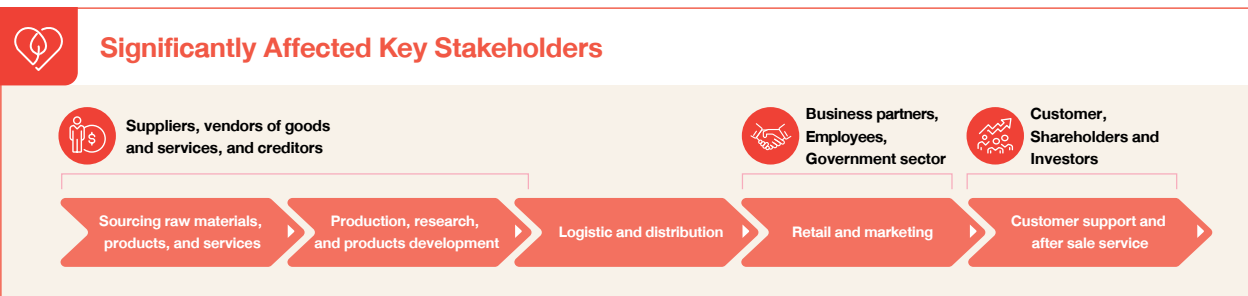 Significantly Affected Key Stakeholders
Suppliers, vendors of goods
and services, and creditors
Business partners,
Employees,
Government sector
Customer,
Shareholders and
Investors
Sourcing raw materials,
products, and services
Production, research,
and products development
Logistic and distribution
Retail and marketing
Customer support and
after sale service